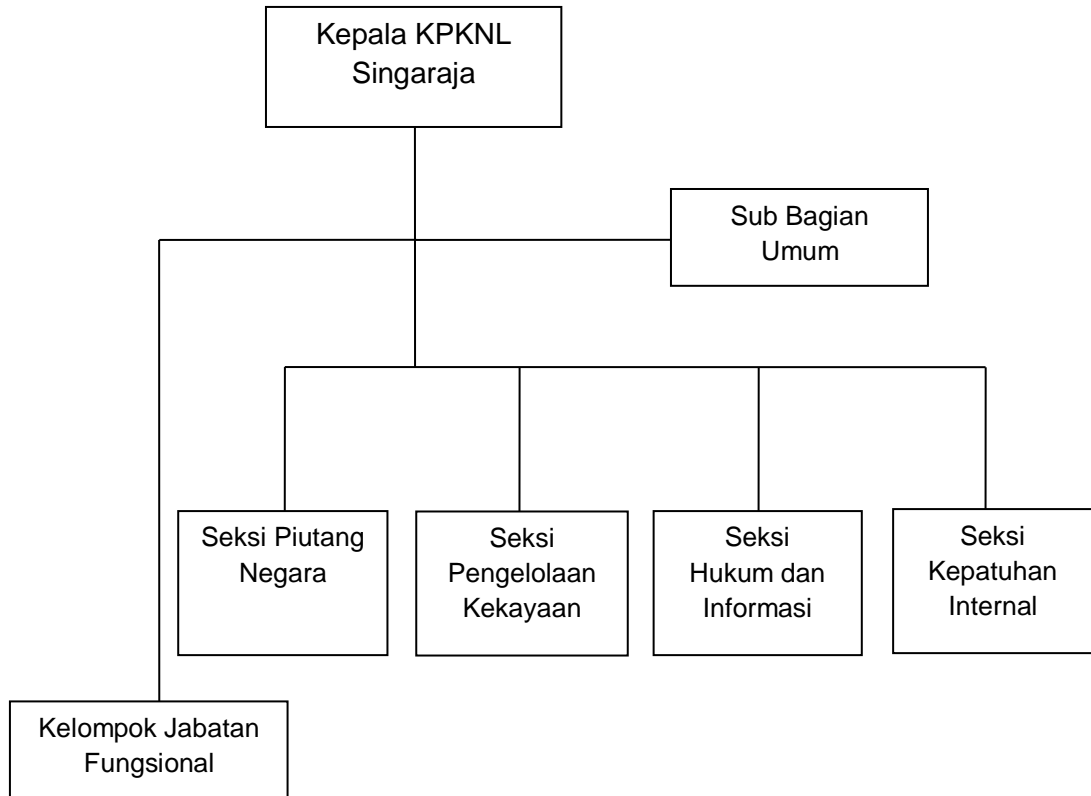 Kepala KPKNL
Singaraja
Sub Bagian
Umum
Seksi Piutang
Negara
Seksi
Pengelolaan
Kekayaan
Seksi
Hukum dan
Informasi
Seksi
Kepatuhan
Internal
Kelompok Jabatan
Fungsional